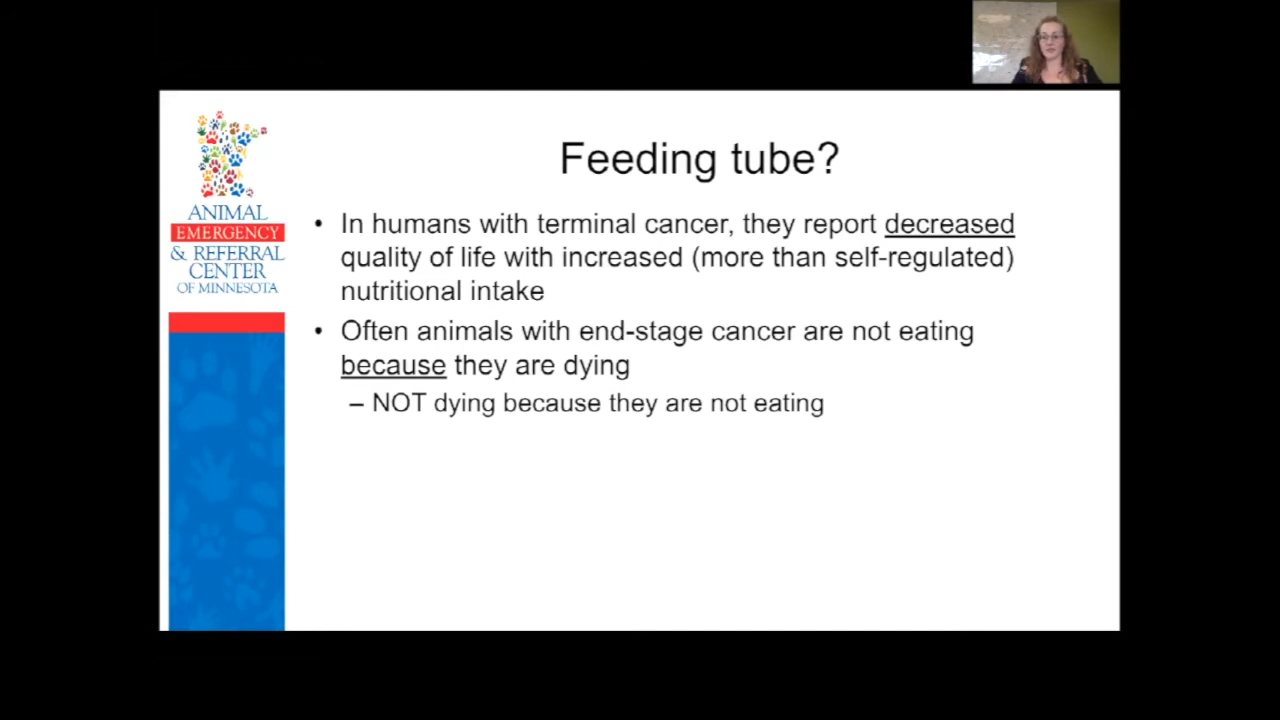 Feeding tube?
ANIMAL
EMERGENCY
& REFERRAL
CENTER
OF MINNESOTA
• In humans with terminal cancer, they report decreased
quality of life with increased (more than self-regulated)
nutritional intake
• Often animals with end-stage cancer are not eating
because they are dying
– NOT dying because they are not eating